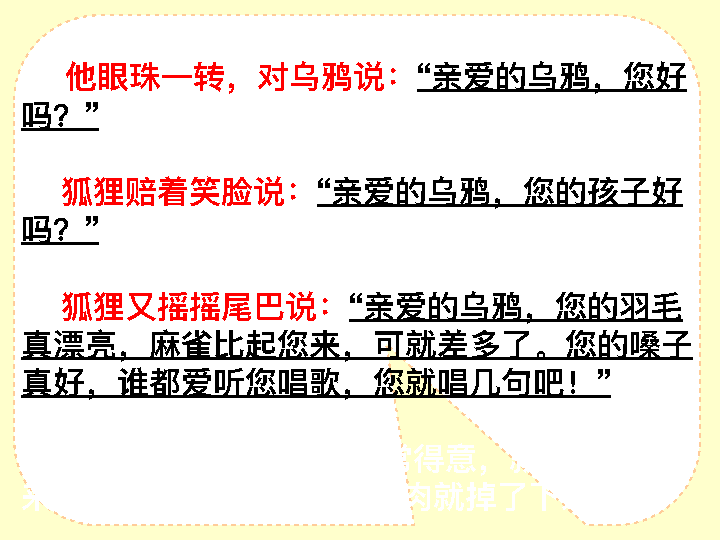 他眼珠一转，对乌鸦说：“亲爱的乌鸦，您好
吗？”
狐狸赔着笑脸说：“亲爱的乌鸦，您的孩子好
吗？”
狐狸又摇摇尾巴说：“亲爱的乌鸦，您的羽毛
真漂亮，麻雀比起您来，可就差多了。您的嗓子
真好，谁都爱听您唱歌，您就唱几句吧！”
得意，
肉就掉了下